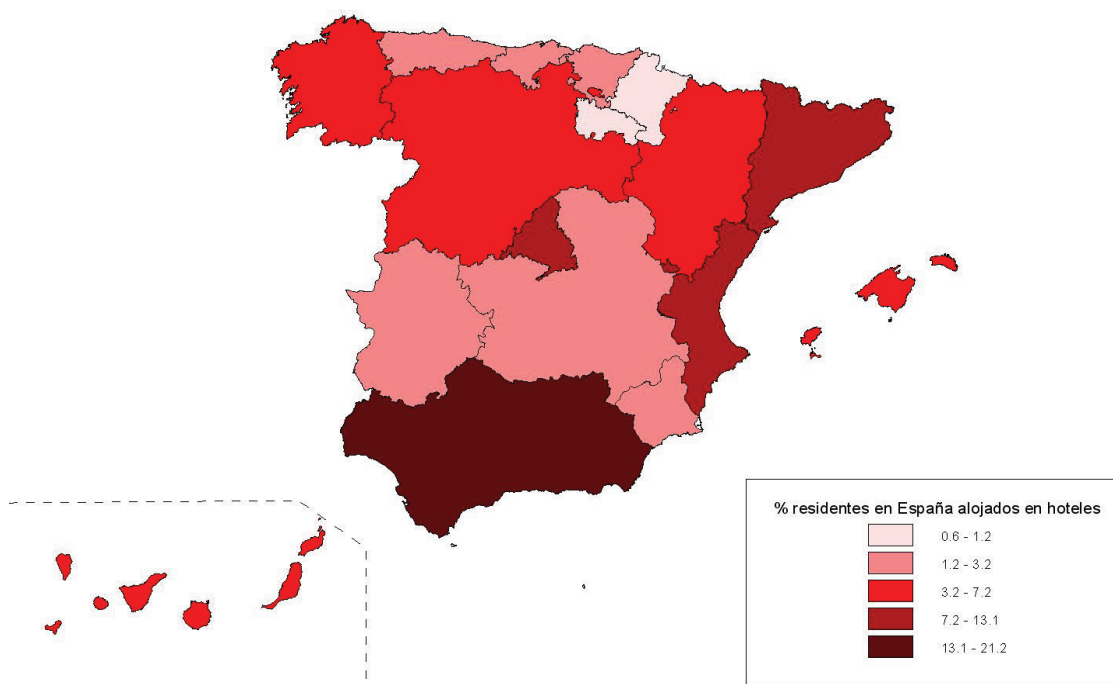 % residentes en España alojados en hoteles
0.6 - 1.2
1.2 - 3.2
3.2 - 7.2
7.2 - 13.1
13.1 - 21.2